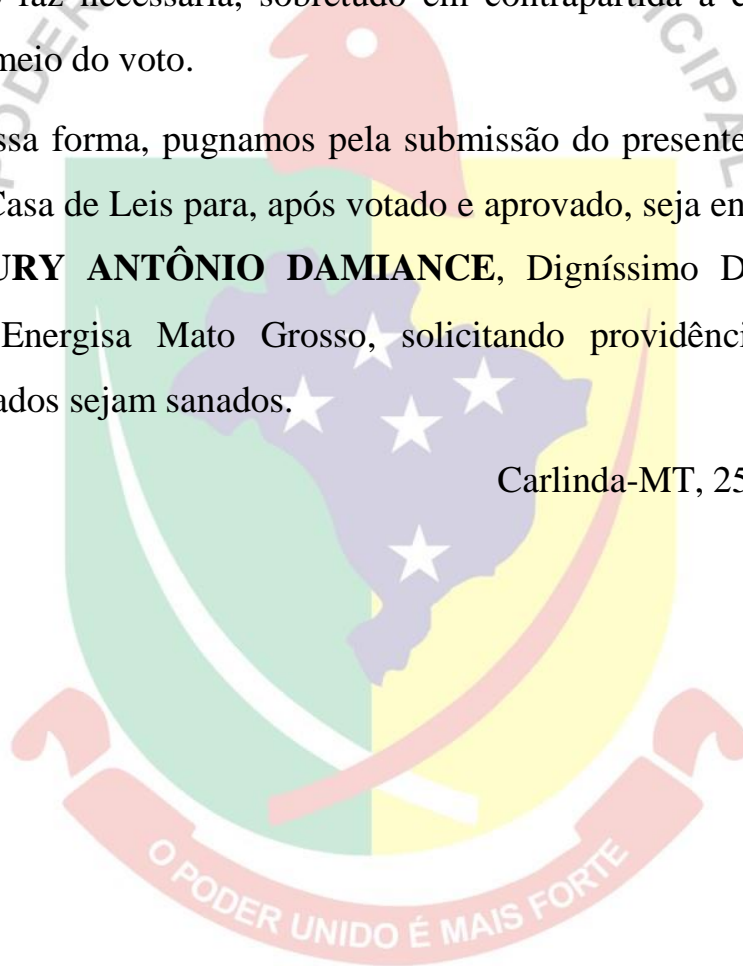 faz necessária, sobretudo em contrapartida a
meio do voto.
ssa forma, pugnamos pela submissão do presente
Casa de Leis para, após votado e aprovado, seja
URY ANTÔNIO DAMIANCE, Digníssimo D
Energisa Mato Grosso, solicitando
ados sejam sanados.
Carlinda-MT, 25
PODER
CIPAL
O PODER UNIDO É MAIS FORTE